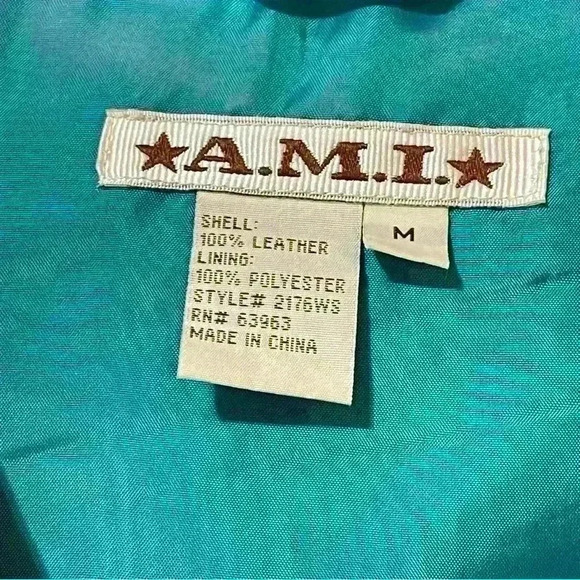 ★A.M.I.★
SHELL:
100% LEATHER
LINING:
100% POLYESTER
STYLE# 2176WS
RN# 63963
MADE IN CHINA
M